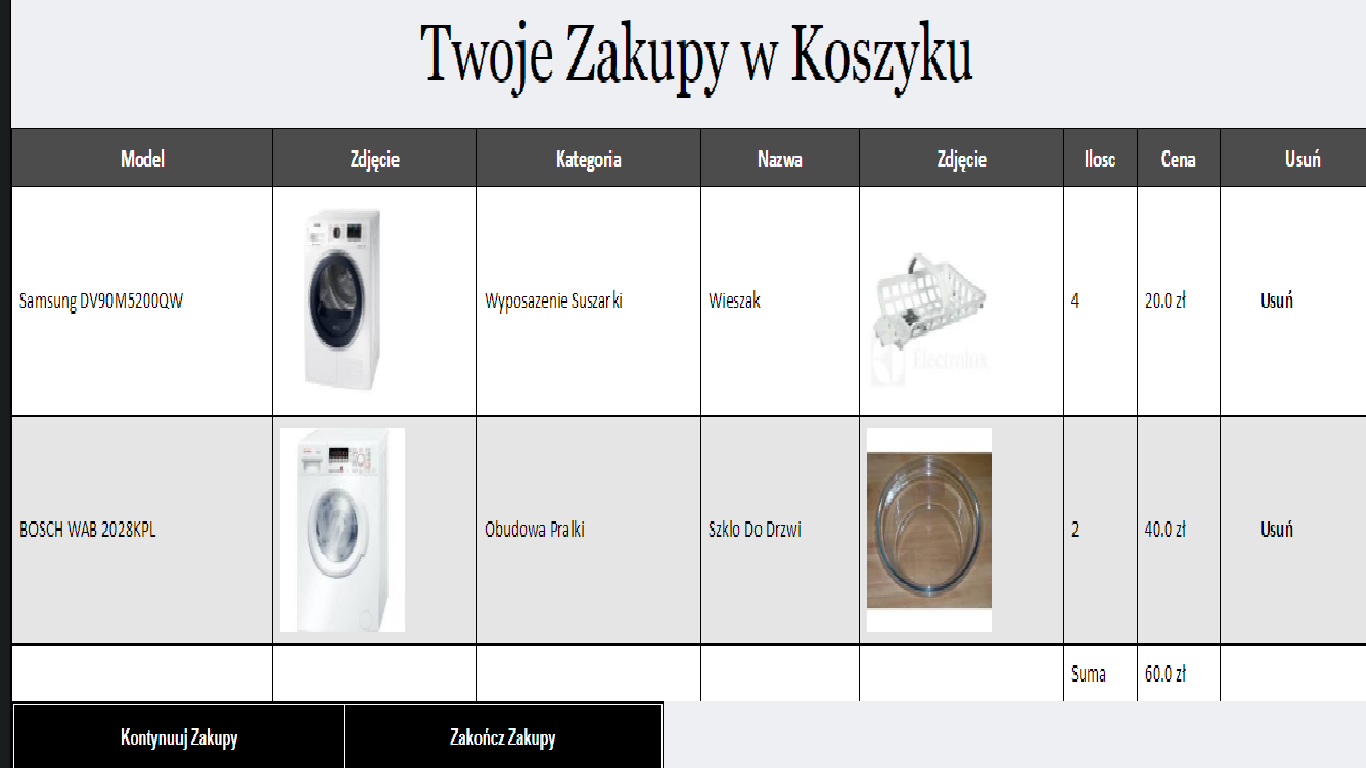 Twoje Zakupy w Koszyku
Model Zdjęcie Kategoria Nazwa Zdjęcie Ilosc Cena Usuń
Samsung DV90M5200QW Wyposazenie Suszarki Wieszak 4 20.0 zł Usuń
Electrolux
BOSCH WAB 2028KPL Obudowa Pralki Szklo Do Drzwi 2 40.0 zł Usuń
Suma 60.0 zł
Kontynuuj Zakupy Zakończ Zakupy